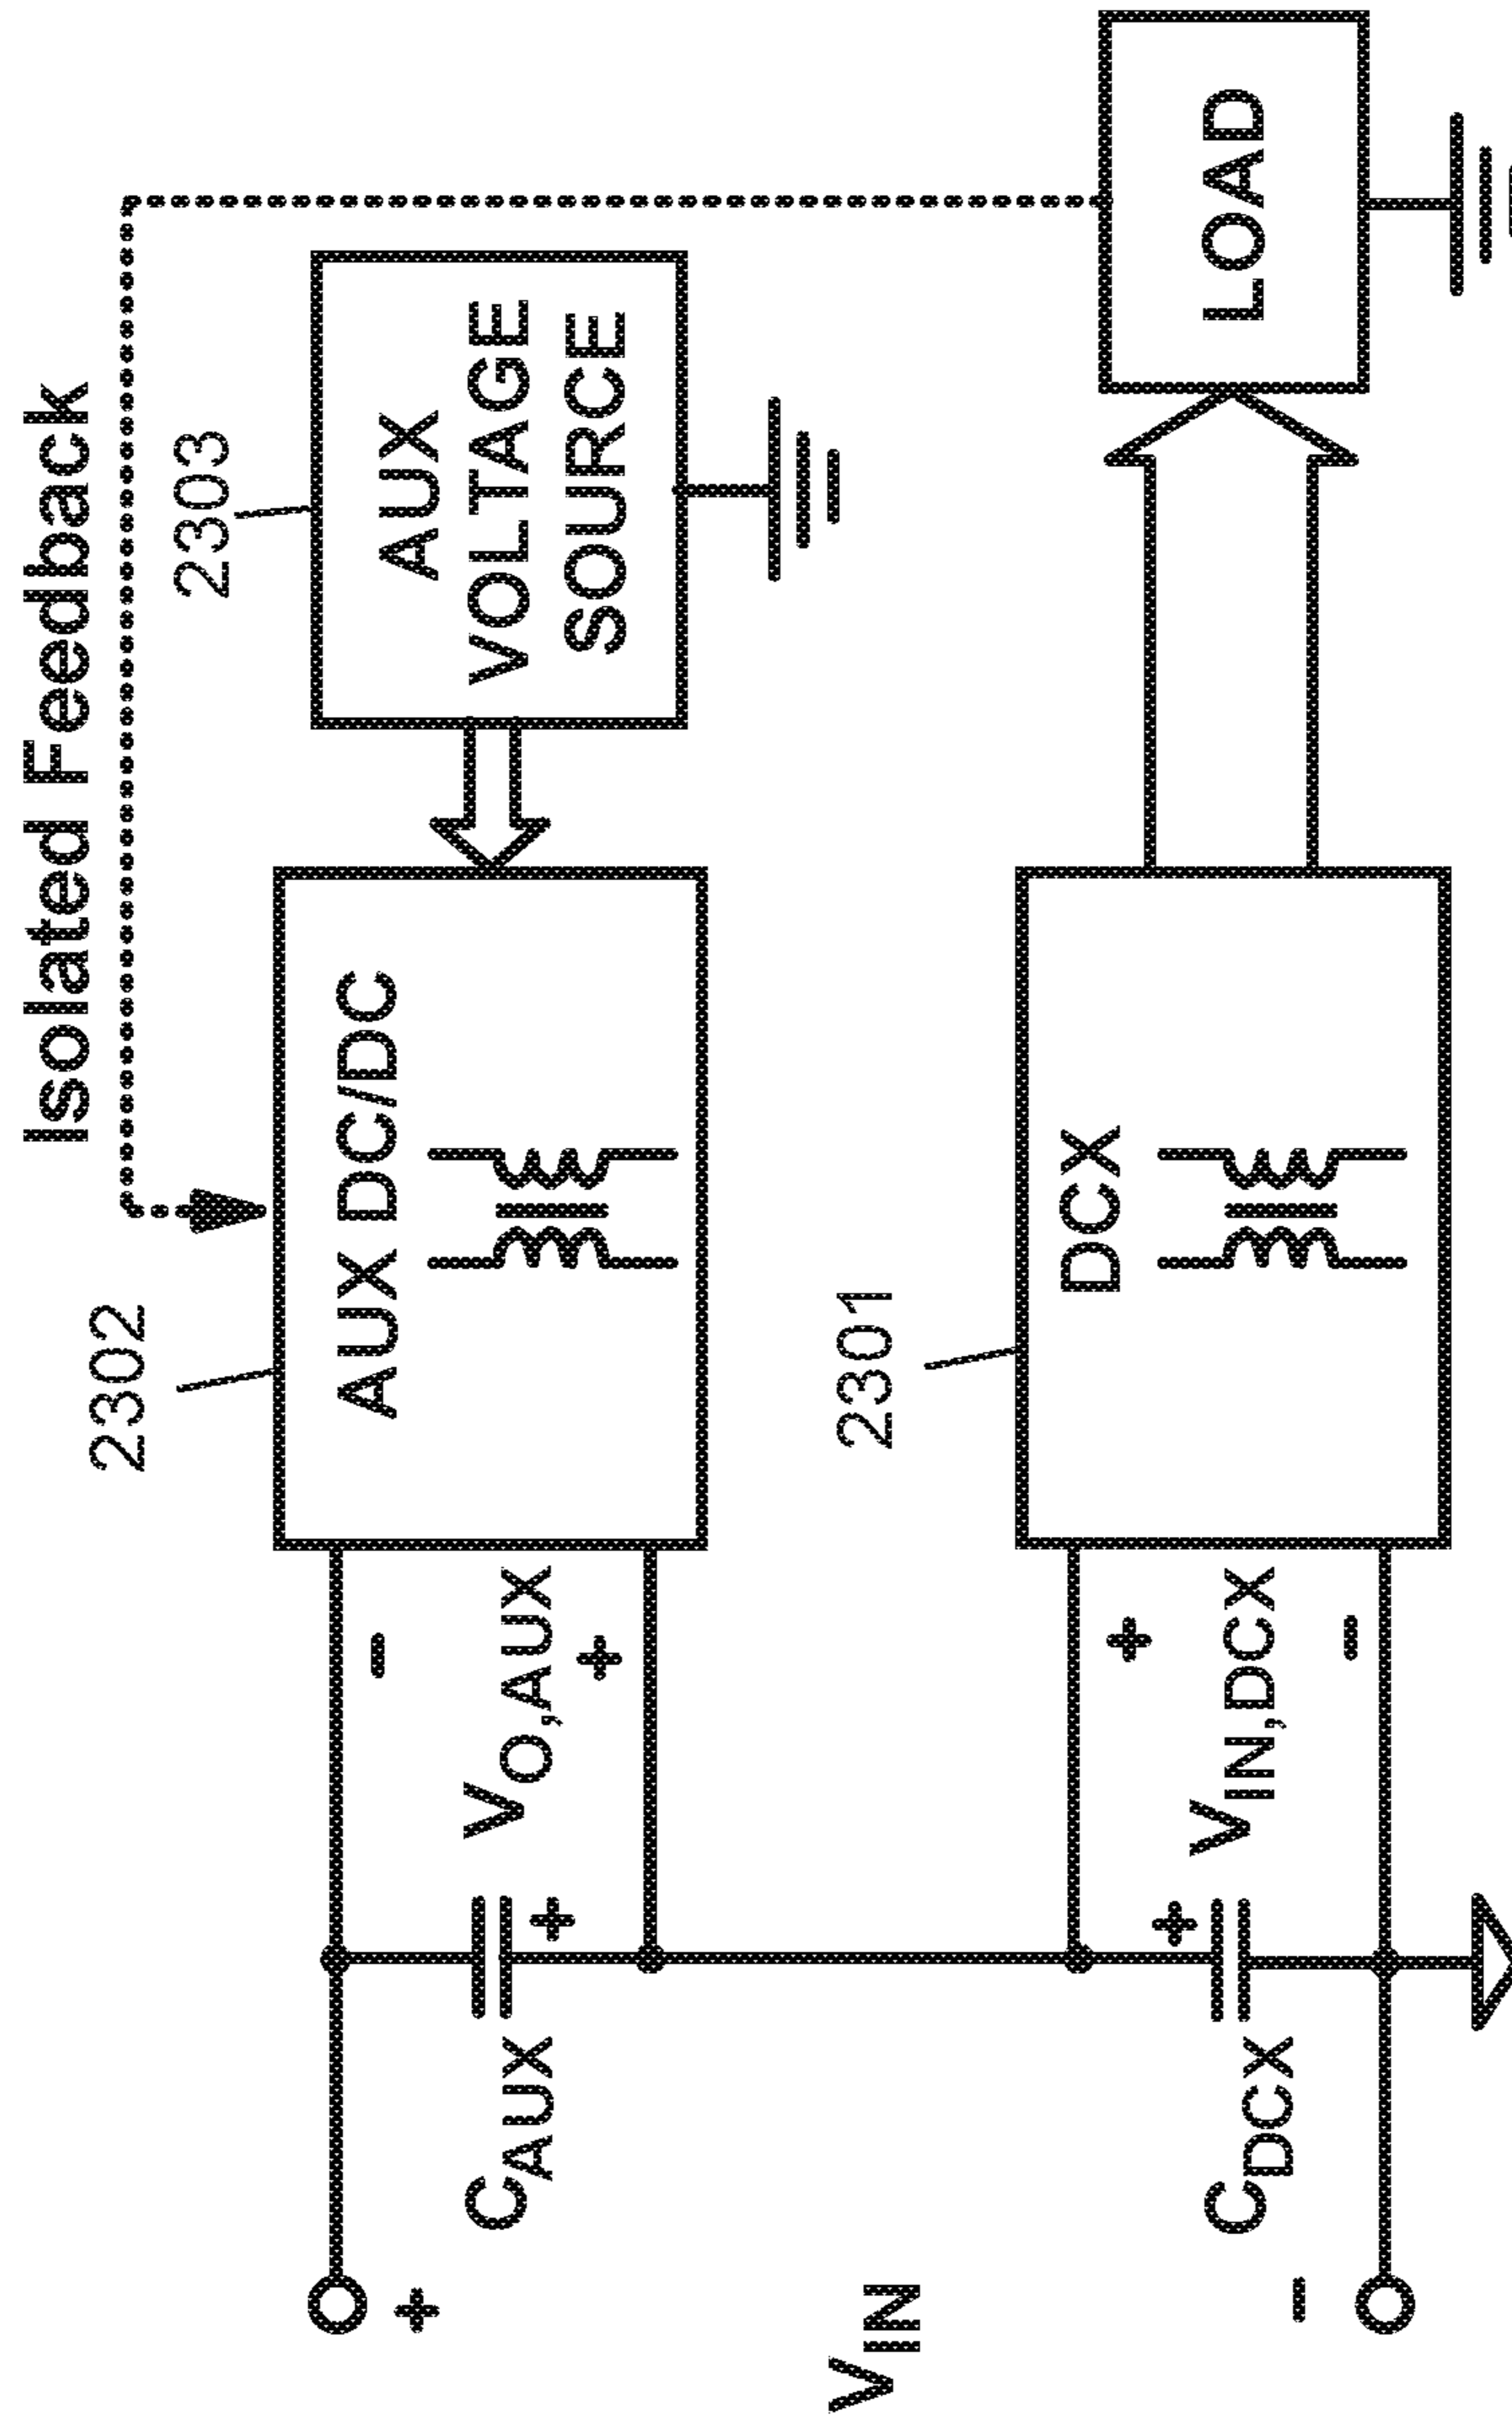 Isolated Feedback
2302
2303
AUX DC/DC
AUX
VOLTAGE
SOURCE
+
-
CAUX
+
VO,AUX
+
VIN
2301
DCX
LOAD
+
+
CDCX
VIN,DCX
-
-